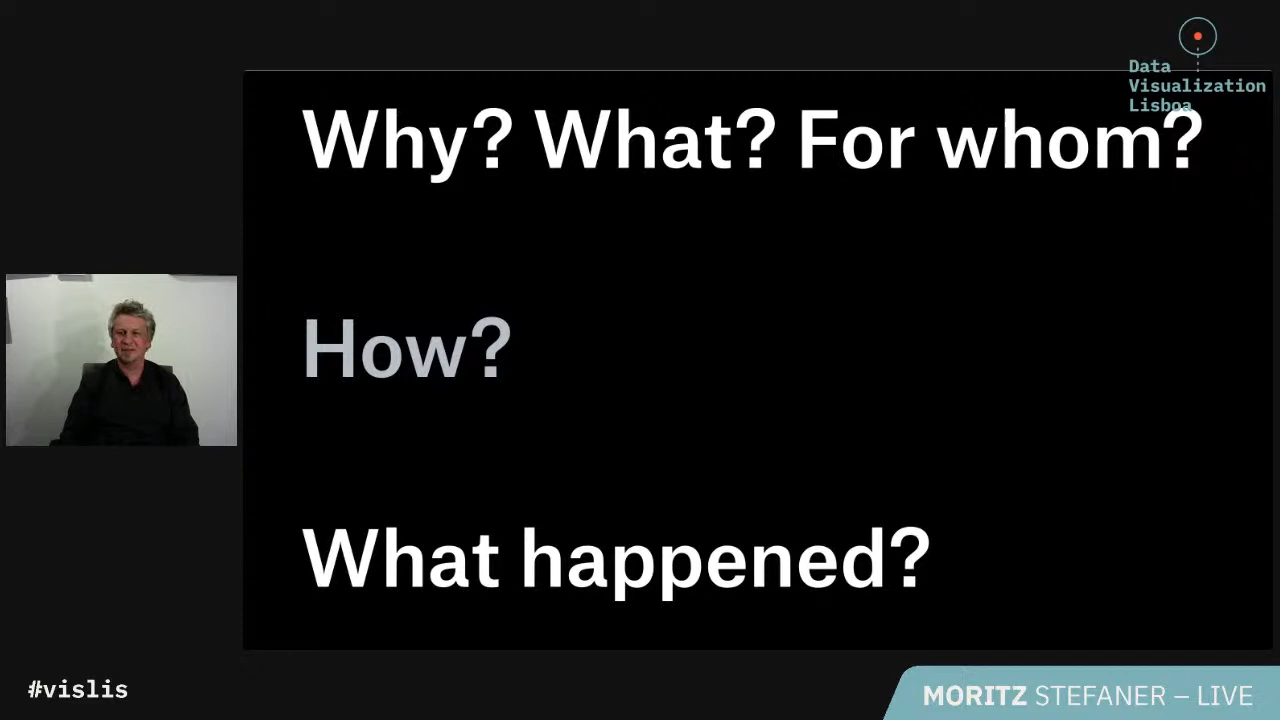 Data
Visualization
Lisboa
Why? What? For whom?
How?
What happened?
#vislis
MORITZ STEFANER – LIVE